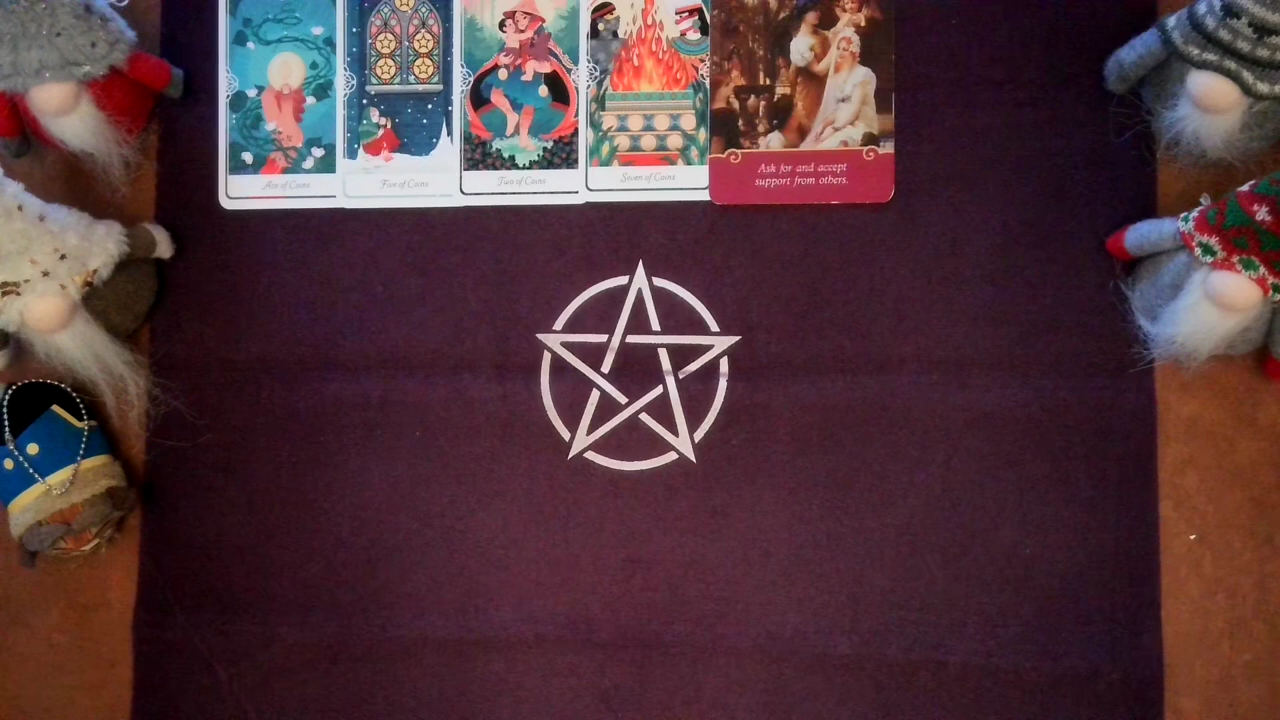 Ace of Coins
Five of Coins
Two of Coins
Seven of Coins
Ask for and accept
support from others.